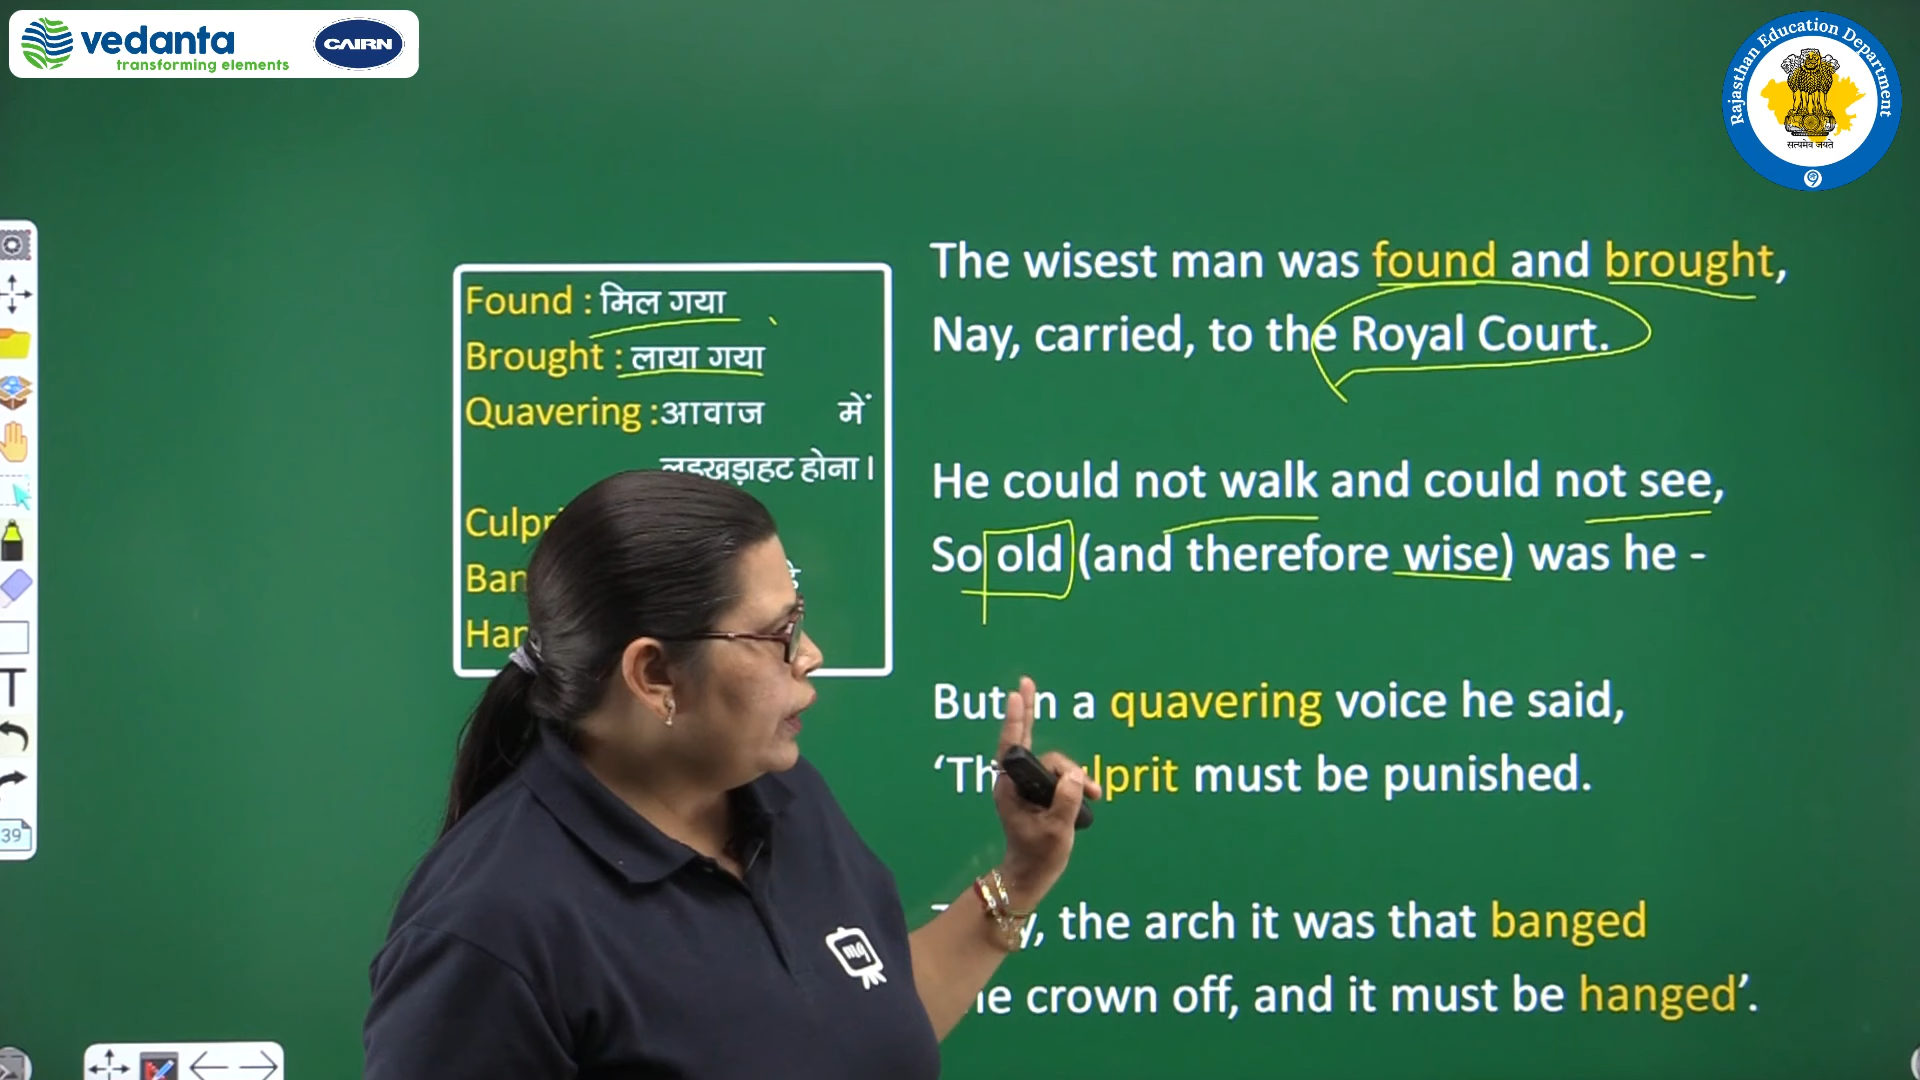 vedanta
transforming elements
CAIRN
Rajasthan Education Department
सत्यमेव जयते
Found : मिल गया
Brought : लाया गया
Quavering : आवाज में
लड़खड़ाहट होना।
The wisest man was found and brought,
Nay, carried, to the Royal Court.
He could not walk and could not see,
So old (and therefore wise) was he -
But in a quavering voice he said,
must be punished.
the arch it was that banged
crown off, and it must be hanged’.
39